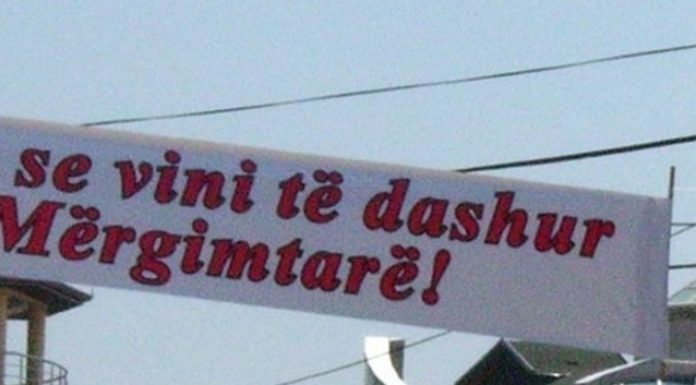 se vini të dashur
Mërgimtarë!